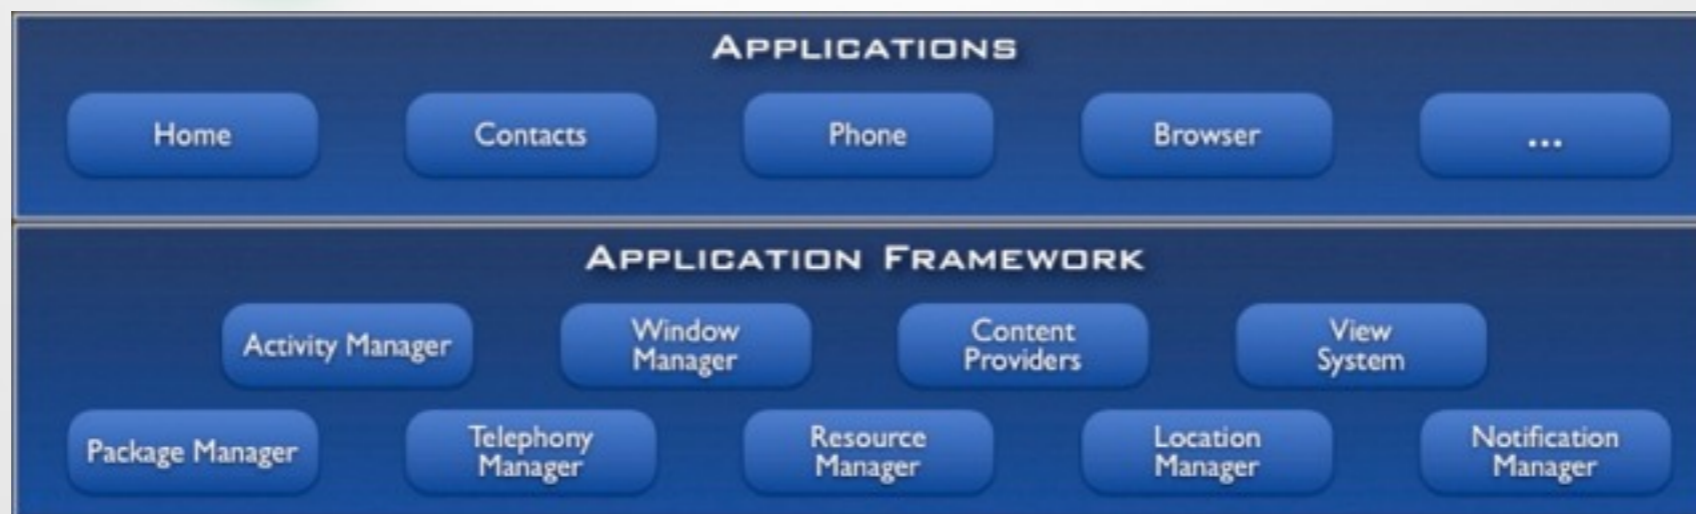 APPLICATIONS
Home
Contacts
Phone
Browser
...
APPLICATION FRAMEWORK
Activity Manager
Window
Manager
Content
Providers
View
System
Package Manager
Telephony
Manager
Resource
Manager
Location
Manager
Notification
Manager